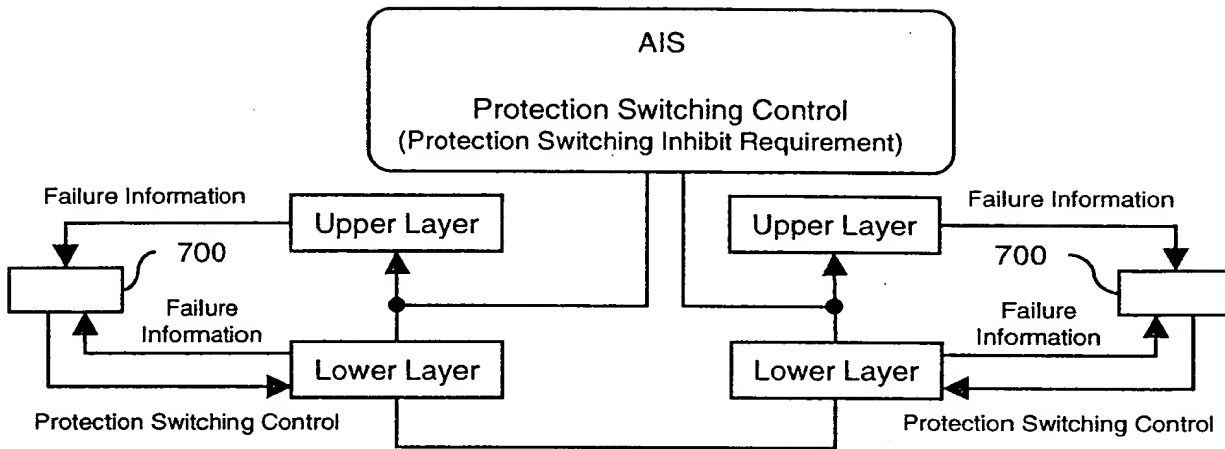 AIS
Protection Switching Control
(Protection Switching Inhibit Requirement)
Failure Information
Upper Layer
700
Failure
Information
Lower Layer
Protection Switching Control
Upper Layer
Failure Information
700
Failure
Information
Lower Layer
Protection Switching Control